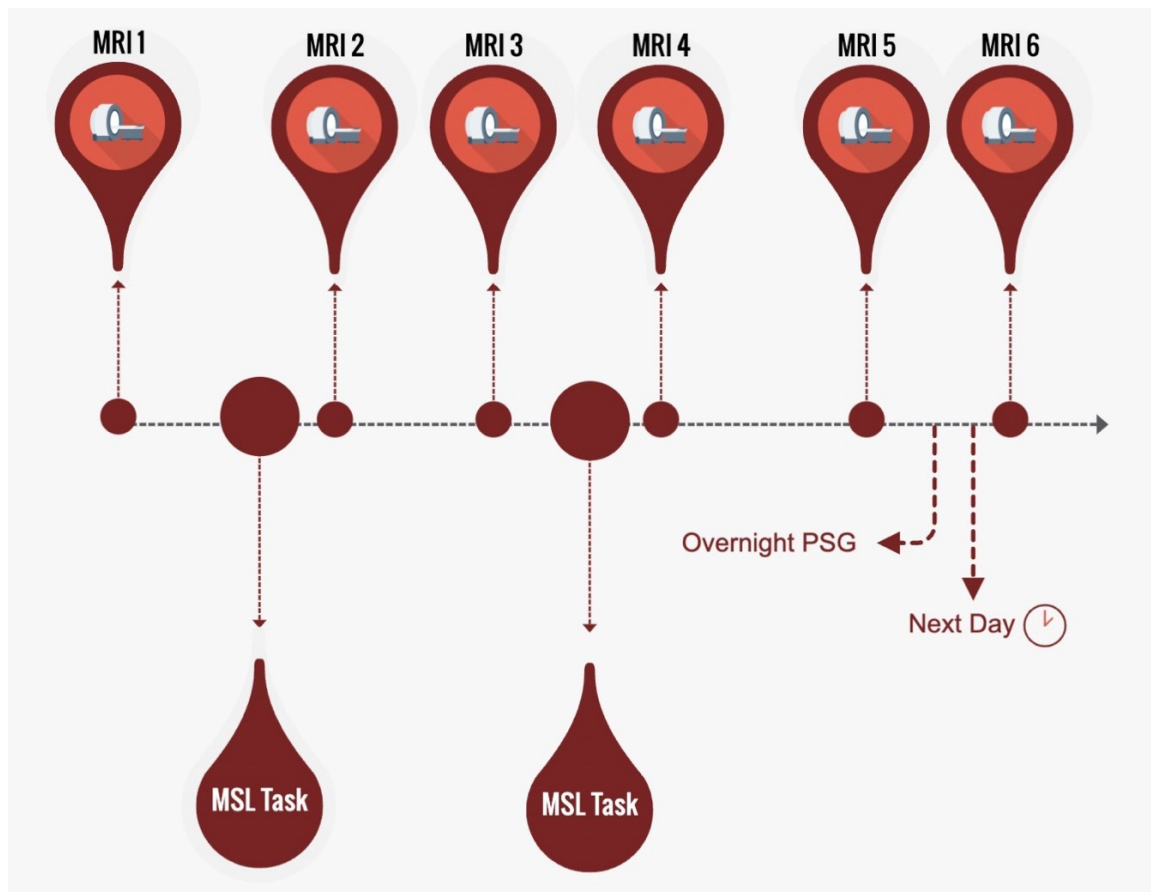 MRI 1
MRI 2
MRI 3
MRI 4
MRI 5
MRI 6
Overnight PSG
Next Day
MSL Task
MSL Task